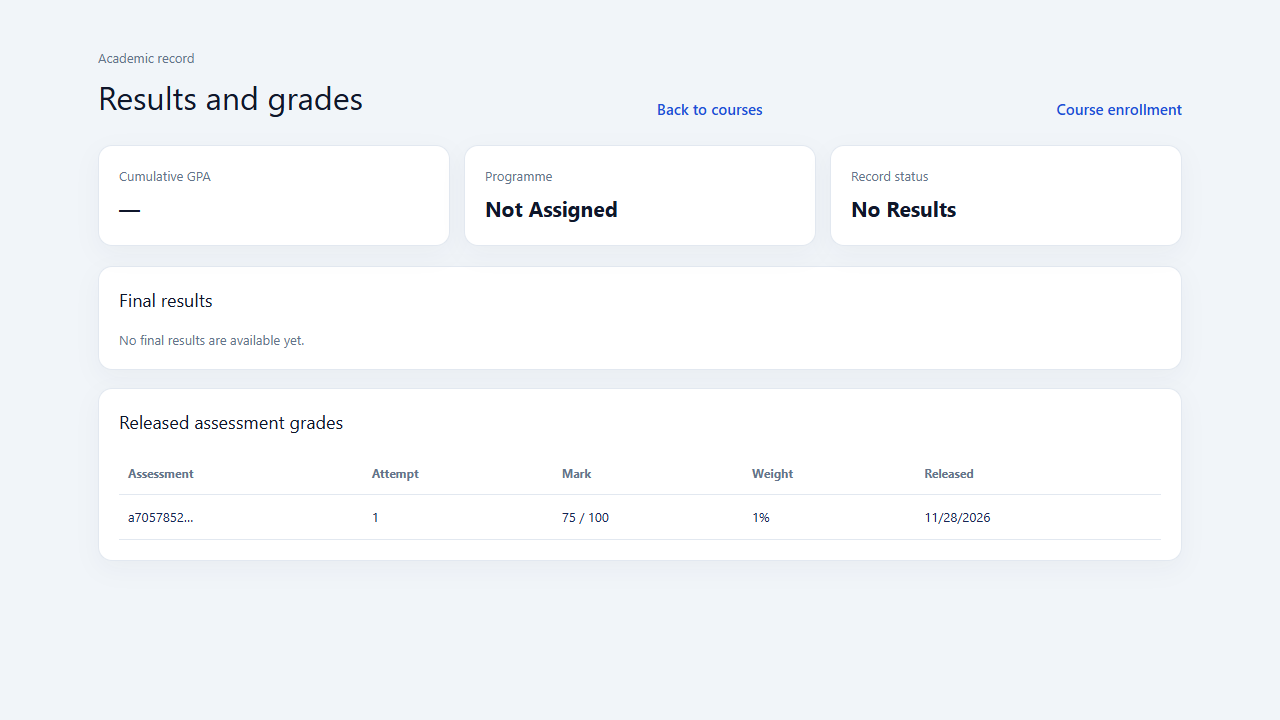 Academic record
Results and grades
Back to courses
Course enrollment
Cumulative GPA
—
Programme
Not Assigned
Record status
No Results
Final results
No final results are available yet.
Released assessment grades
Assessment Attempt Mark Weight Released
a7057852... 1 75 / 100 1% 11/28/2026